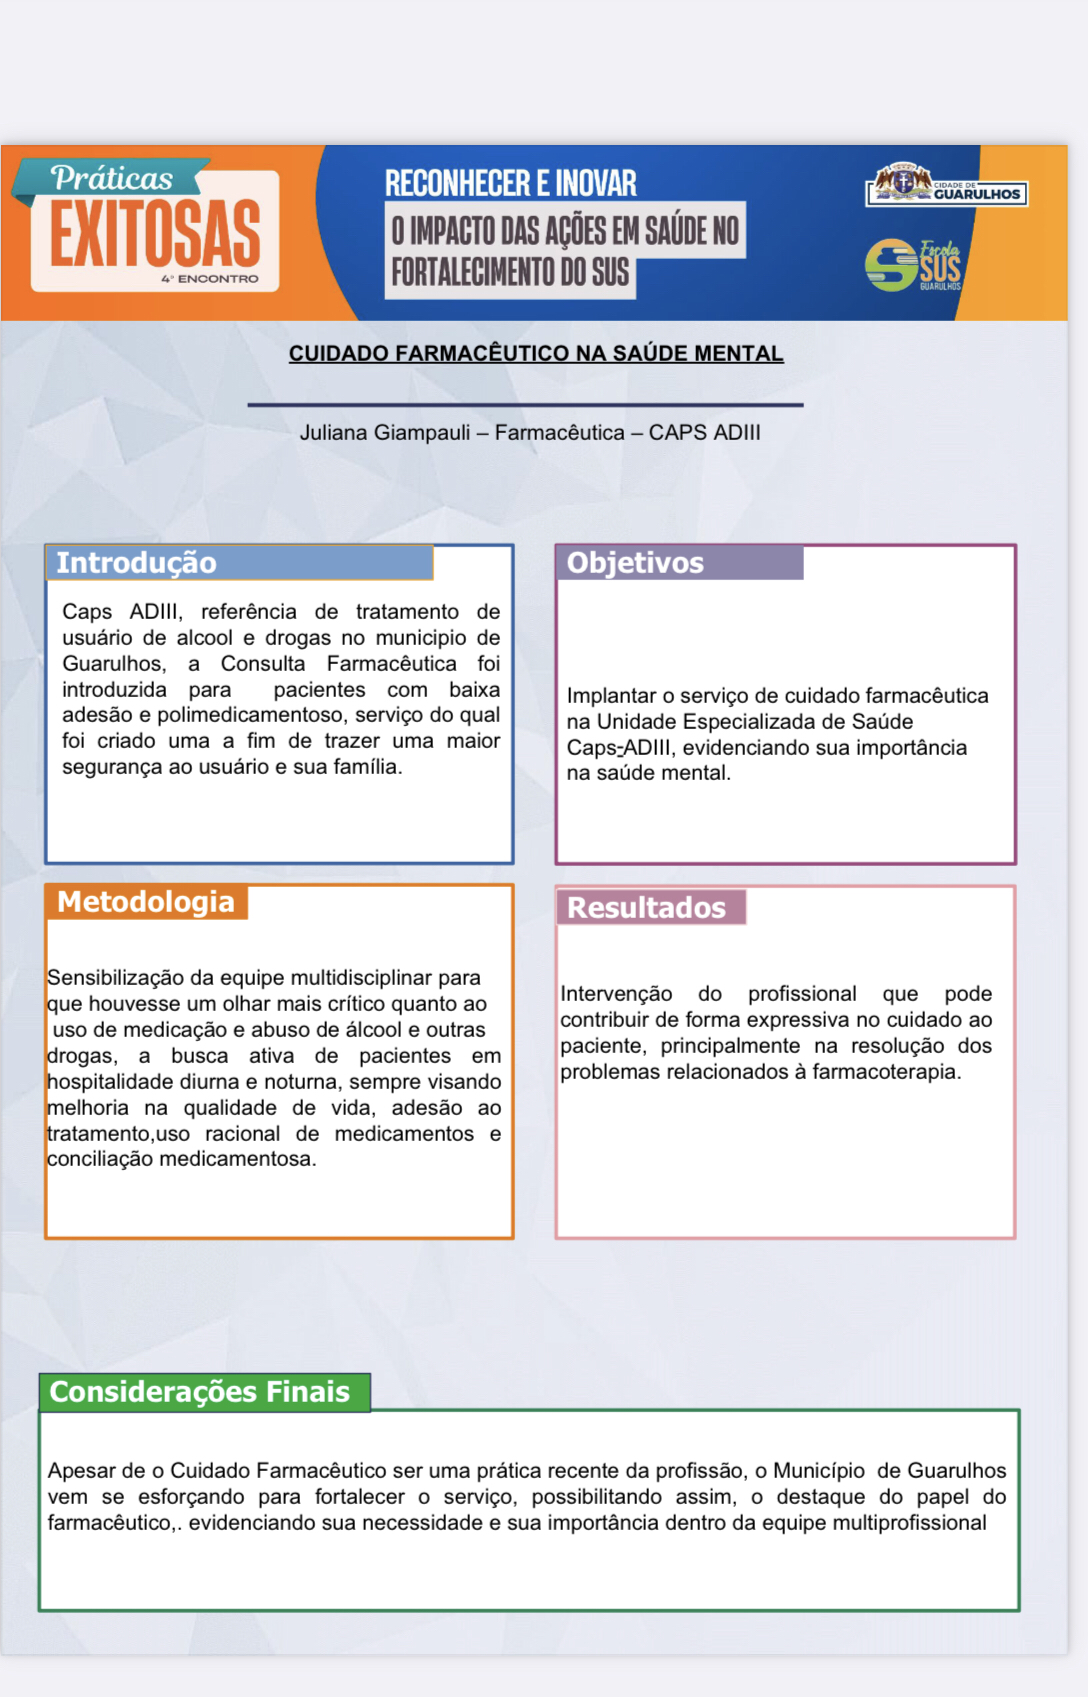 Práticas
EXITOSAS
4º ENCONTRO
RECONHECER E INOVAR
O IMPACTO DAS AÇÕES EM SAÚDE NO
FORTALECIMENTO DO SUS
CIDADE DE
GUARULHOS
Escola
SUS
GUARULHOS
CUIDADO FARMACÊUTICO NA SAÚDE MENTAL
Juliana Giampauli – Farmacêutica – CAPS ADIII
Introdução
Caps ADIII, referência de tratamento de
usuário de alcool e drogas no municipio de
Guarulhos, a Consulta Farmacêutica foi
introduzida para pacientes com baixa
adesão e polimedicamentoso, serviço do qual
foi criado uma a fim de trazer uma maior
segurança ao usuário e sua família.
Objetivos
Implantar o serviço de cuidado farmacêutica
na Unidade Especializada de Saúde
Caps-ADIII, evidenciando sua importância
na saúde mental.
Metodologia
Sensibilização da equipe multidisciplinar para
que houvesse um olhar mais crítico quanto ao
uso de medicação e abuso de álcool e outras
drogas, a busca ativa de pacientes em
hospitalidade diurna e noturna, sempre visando
melhoria na qualidade de vida, adesão ao
tratamento,uso racional de medicamentos e
conciliação medicamentosa.
Resultados
Intervenção do profissional que pode
contribuir de forma expressiva no cuidado ao
paciente, principalmente na resolução dos
problemas relacionados à farmacoterapia.
Considerações Finais
Apesar de o Cuidado Farmacêutico ser uma prática recente da profissão, o Município de Guarulhos
vem se esforçando para fortalecer o serviço, possibilitando assim, o destaque do papel do
farmacêutico,. evidenciando sua necessidade e sua importância dentro da equipe multiprofissional